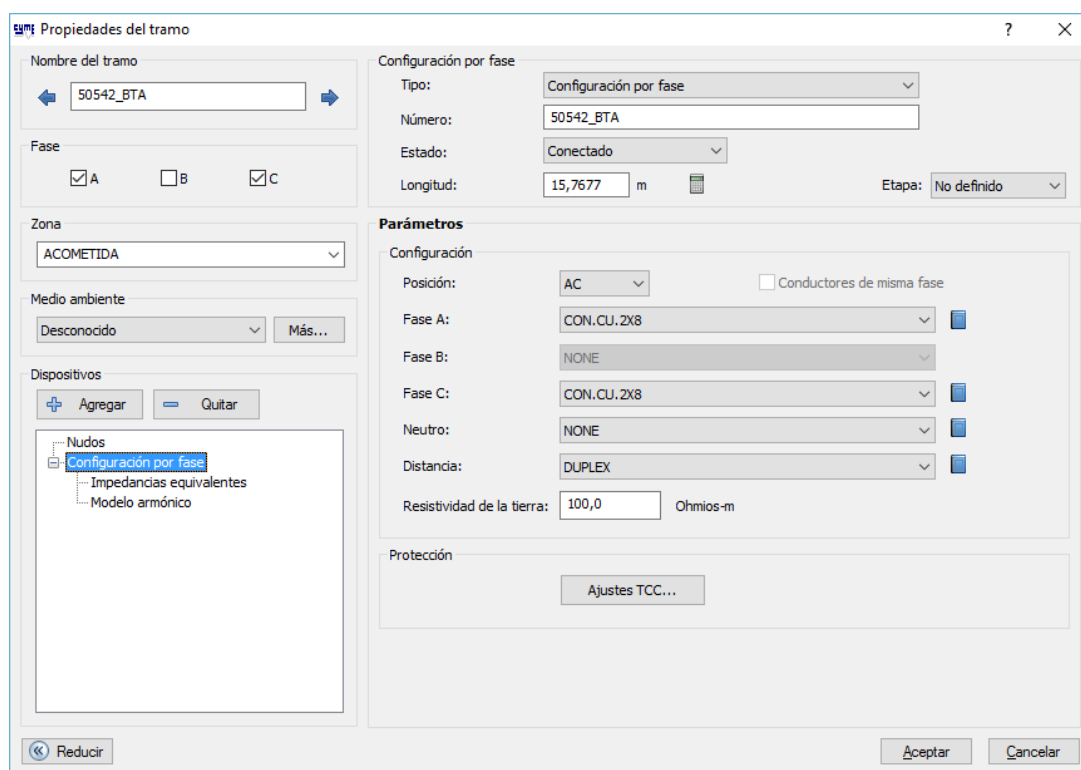 CYME Propiedades del tramo ?
Nombre del tramo
50542_BTA
Fase
A B C
Zona
ACOMETIDA
Medio ambiente
Desconocido Más...
Dispositivos
Agregar Quitar
Nudos
Configuración por fase
Impedancias equivalentes
Modelo armónico
Configuración por fase
Tipo: Configuración por fase
Número: 50542_BTA
Estado: Conectado
Longitud: 15,7677 m Etapa: No definido
Parámetros
Configuración
Posición: AC Conductores de misma fase
Fase A: CON.CU.2X8
Fase B: NONE
Fase C: CON.CU.2X8
Neutro: NONE
Distancia: DUPLEX
Resistividad de la tierra: 100,0 Ohmios-m
Protección
Ajustes TCC...
Reducir Aceptar Cancelar